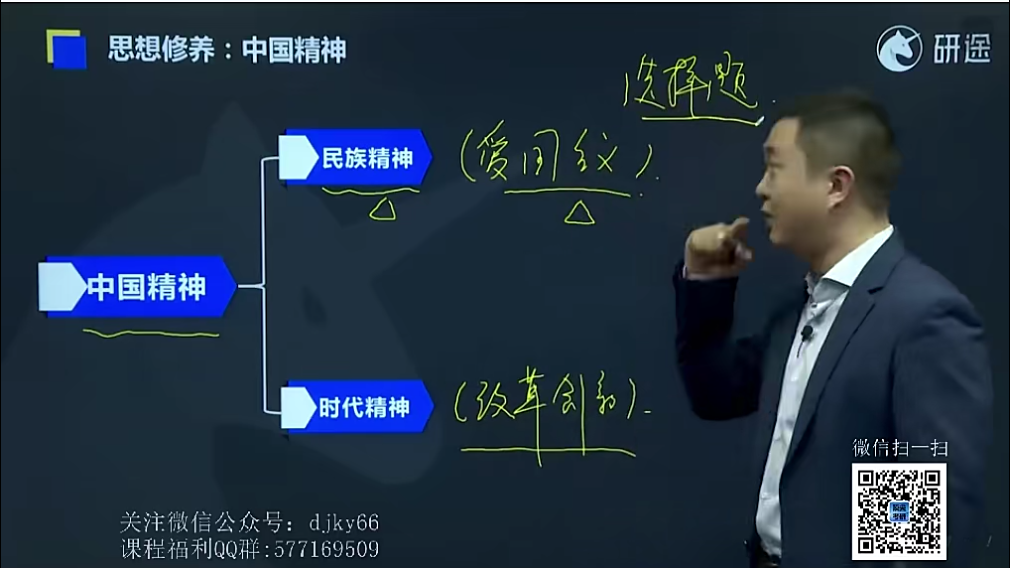 思想修养：中国精神
研途
选择题
民族精神
(爱国主义)
中国精神
时代精神
(改革创新)
微信扫一扫
关注微信公众号：djky66
课程福利QQ群:577169509